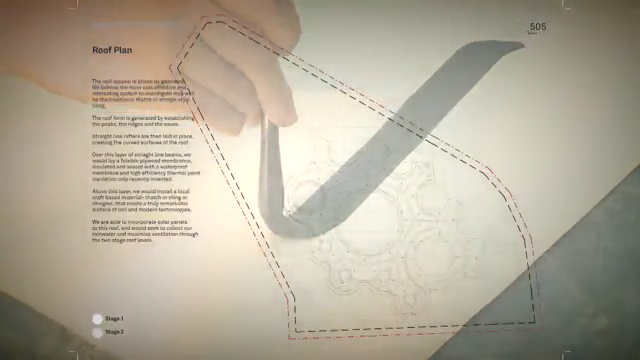 505
Roof Plan
The roof system is driven by geometry.
We believe the most cost effective and
interesting system to investigate may well
be the traditional thatch or shingle style
tiling.
The roof form is generated by establishing
the peaks, the ridges and the eaves.
Straight line rafters are then laid in place,
creating the curved surfaces of the roof.
Over this layer of straight line beams, we
would lay a flexible plywood membrane,
insulated and sealed with a waterproof
membrane and high efficiency thermal paint
insulation only recently invented.
Above this layer, we would install a local
craft based material- thatch or tiling or
shingles, that create a truly remarkable
surface of soil and modern technologies.
We are able to incorporate solar panels
on this roof, and would seek to collect our
rainwater and maximise ventilation through
the two stage roof levels.
Stage 1
Stage 2